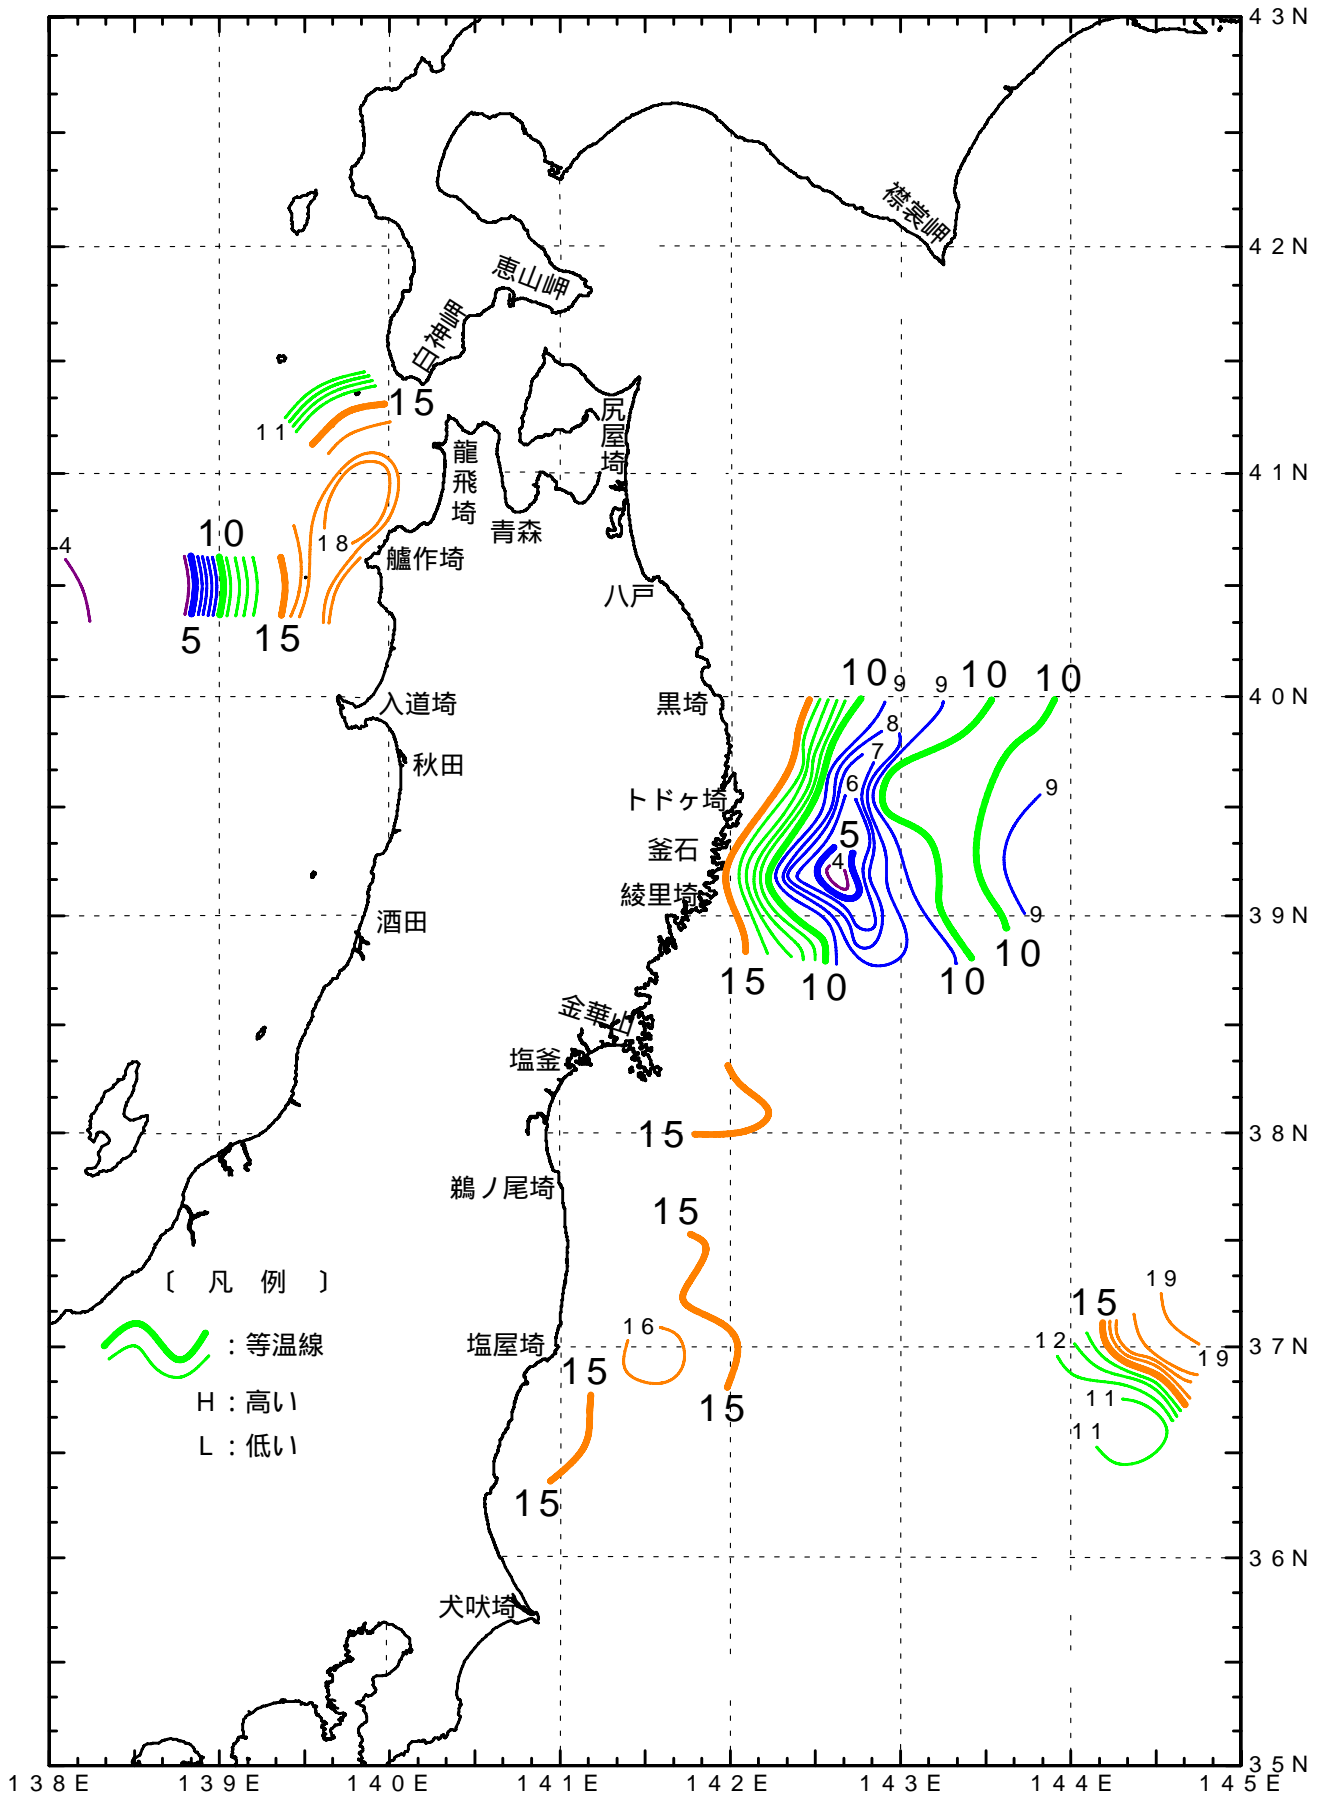 43N
襟裳岬
42N
恵山岬
白神岬
15
11
尻屋埼
龍飛埼
41N
10
18
青森
4
艫作埼
八戸
5
15
10
9
9
10
10
40N
入道埼
黒埼
8
7
秋田
6
9
トドヶ埼
5
釜石
4
綾里埼
39N
9
酒田
10
15
10
10
金華山
塩釜
38N
15
鵜ノ尾埼
15
〔 凡 例 〕
19
15
16
12
37N
:等温線
塩屋埼
19
15
15
11
H:高い
11
L:低い
15
36N
犬吠埼
35N
138E 139E 140E 141E 142E 143E 144E 145E